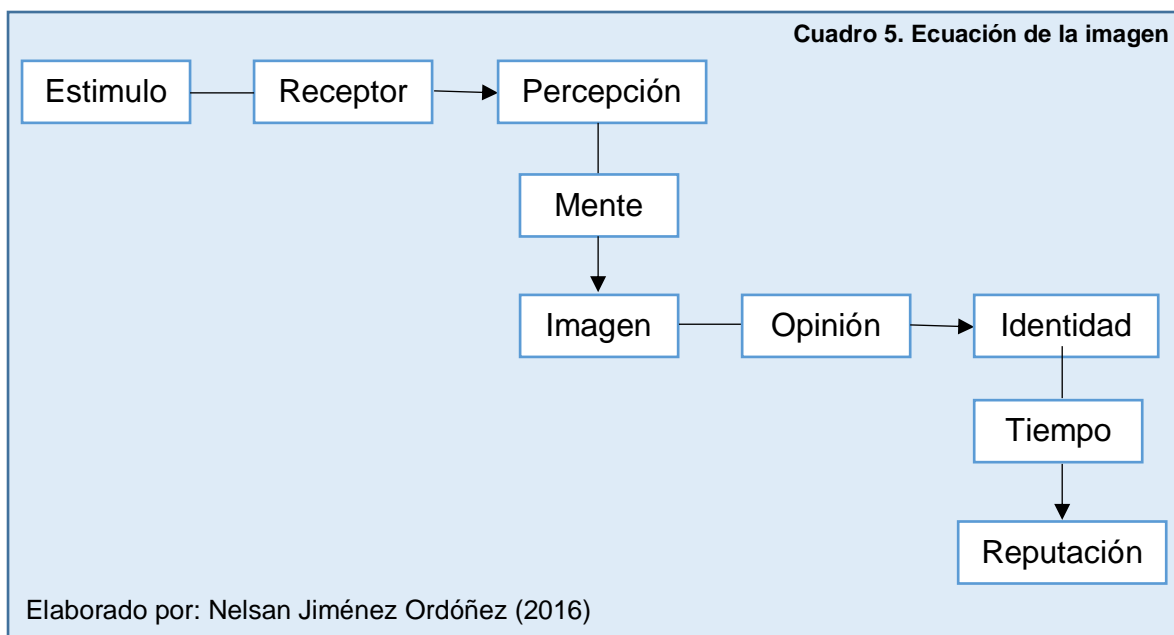 Cuadro 5. Ecuación de la imagen
Estimulo
Receptor
Percepción
Mente
Imagen
Opinión
Identidad
Tiempo
Reputación
Elaborado por: Nelsan Jiménez Ordóñez (2016)